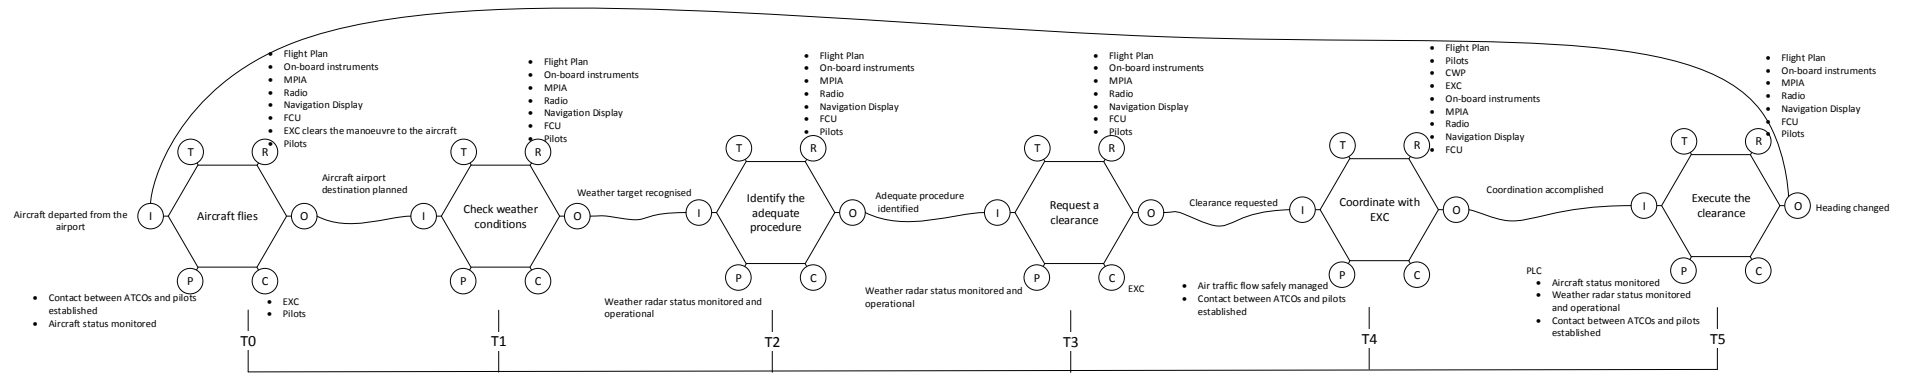 Flight Plan
On-board instruments
MPIA
Radio
Navigation Display
FCU
EXC clears the manoeuvre to the aircraft
Pilots
T
R
Aircraft departed from the
airport
I
Aircraft flies
O
P
C
Contact between ATCOs and pilots
established
Aircraft status monitored
EXC
Pilots
T0
Aircraft airport
destination planned
Flight Plan
On-board instruments
MPIA
Radio
Navigation Display
FCU
Pilots
T
R
I
Check weather
conditions
O
P
C
T1
Weather target recognised
Flight Plan
On-board instruments
MPIA
Radio
Navigation Display
FCU
Pilots
T
R
I
Identify the
adequate
procedure
O
P
C
Weather radar status monitored and
operational
T2
Adequate procedure
identified
Flight Plan
On-board instruments
MPIA
Radio
Navigation Display
FCU
Pilots
T
R
I
Request a
clearance
O
P
C
Weather radar status monitored and
operational
EXC
T3
Clearance requested
Flight Plan
Pilots
CWP
EXC
On-board instruments
MPIA
Radio
Navigation Display
FCU
T
R
I
Coordinate with
EXC
O
P
C
Air traffic flow safely managed
Contact between ATCOs and pilots
established
T4
Coordination accomplished
Flight Plan
On-board instruments
MPIA
Radio
Navigation Display
FCU
Pilots
T
R
I
Execute the
clearance
O
Heading changed
P
C
PLC
Aircraft status monitored
Weather radar status monitored
and operational
Contact between ATCOs and pilots
established
T5